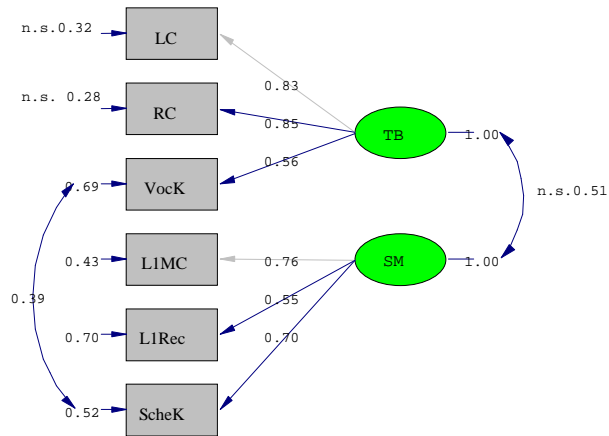 n.s.0.32
LC
0.83
n.s. 0.28
RC
0.85
TB
1.00
0.56
0.69
VocK
n.s.0.51
0.43
L1MC
0.76
SM
1.00
0.39
0.55
0.70
L1Rec
0.70
0.52
ScheK